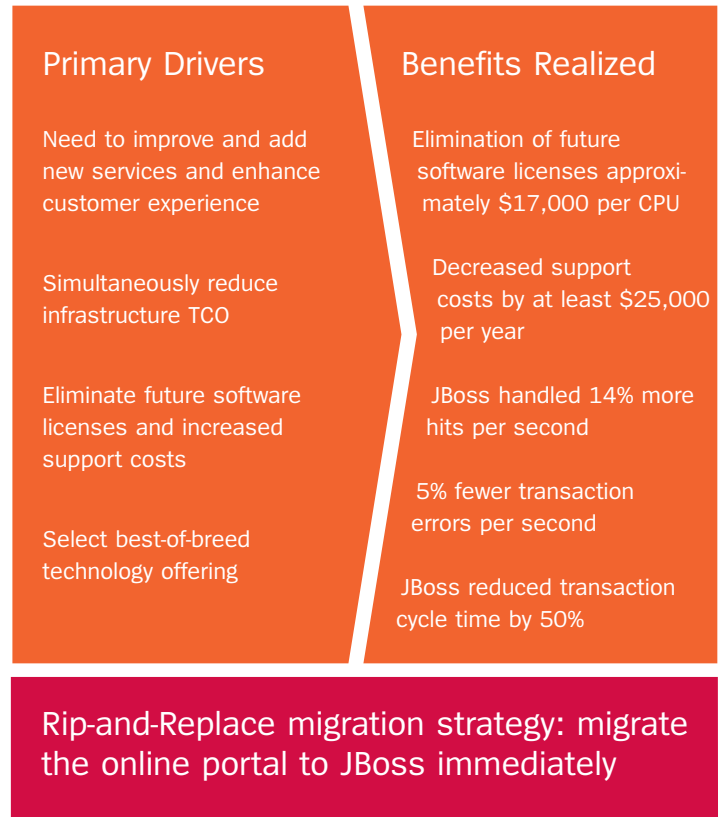 Primary Drivers
Need to improve and add
new services and enhance
customer experience
Simultaneously reduce
infrastructure TCO
Eliminate future software
licenses and increased
support costs
Select best-of-breed
technology offering
Benefits Realized
Elimination of future
software licenses approxi-
mately $17,000 per CPU
Decreased support
costs by at least $25,000
per year
JBoss handled 14% more
hits per second
5% fewer transaction
errors per second
JBoss reduced transaction
cycle time by 50%
Rip-and-Replace migration strategy: migrate
the online portal to JBoss immediately